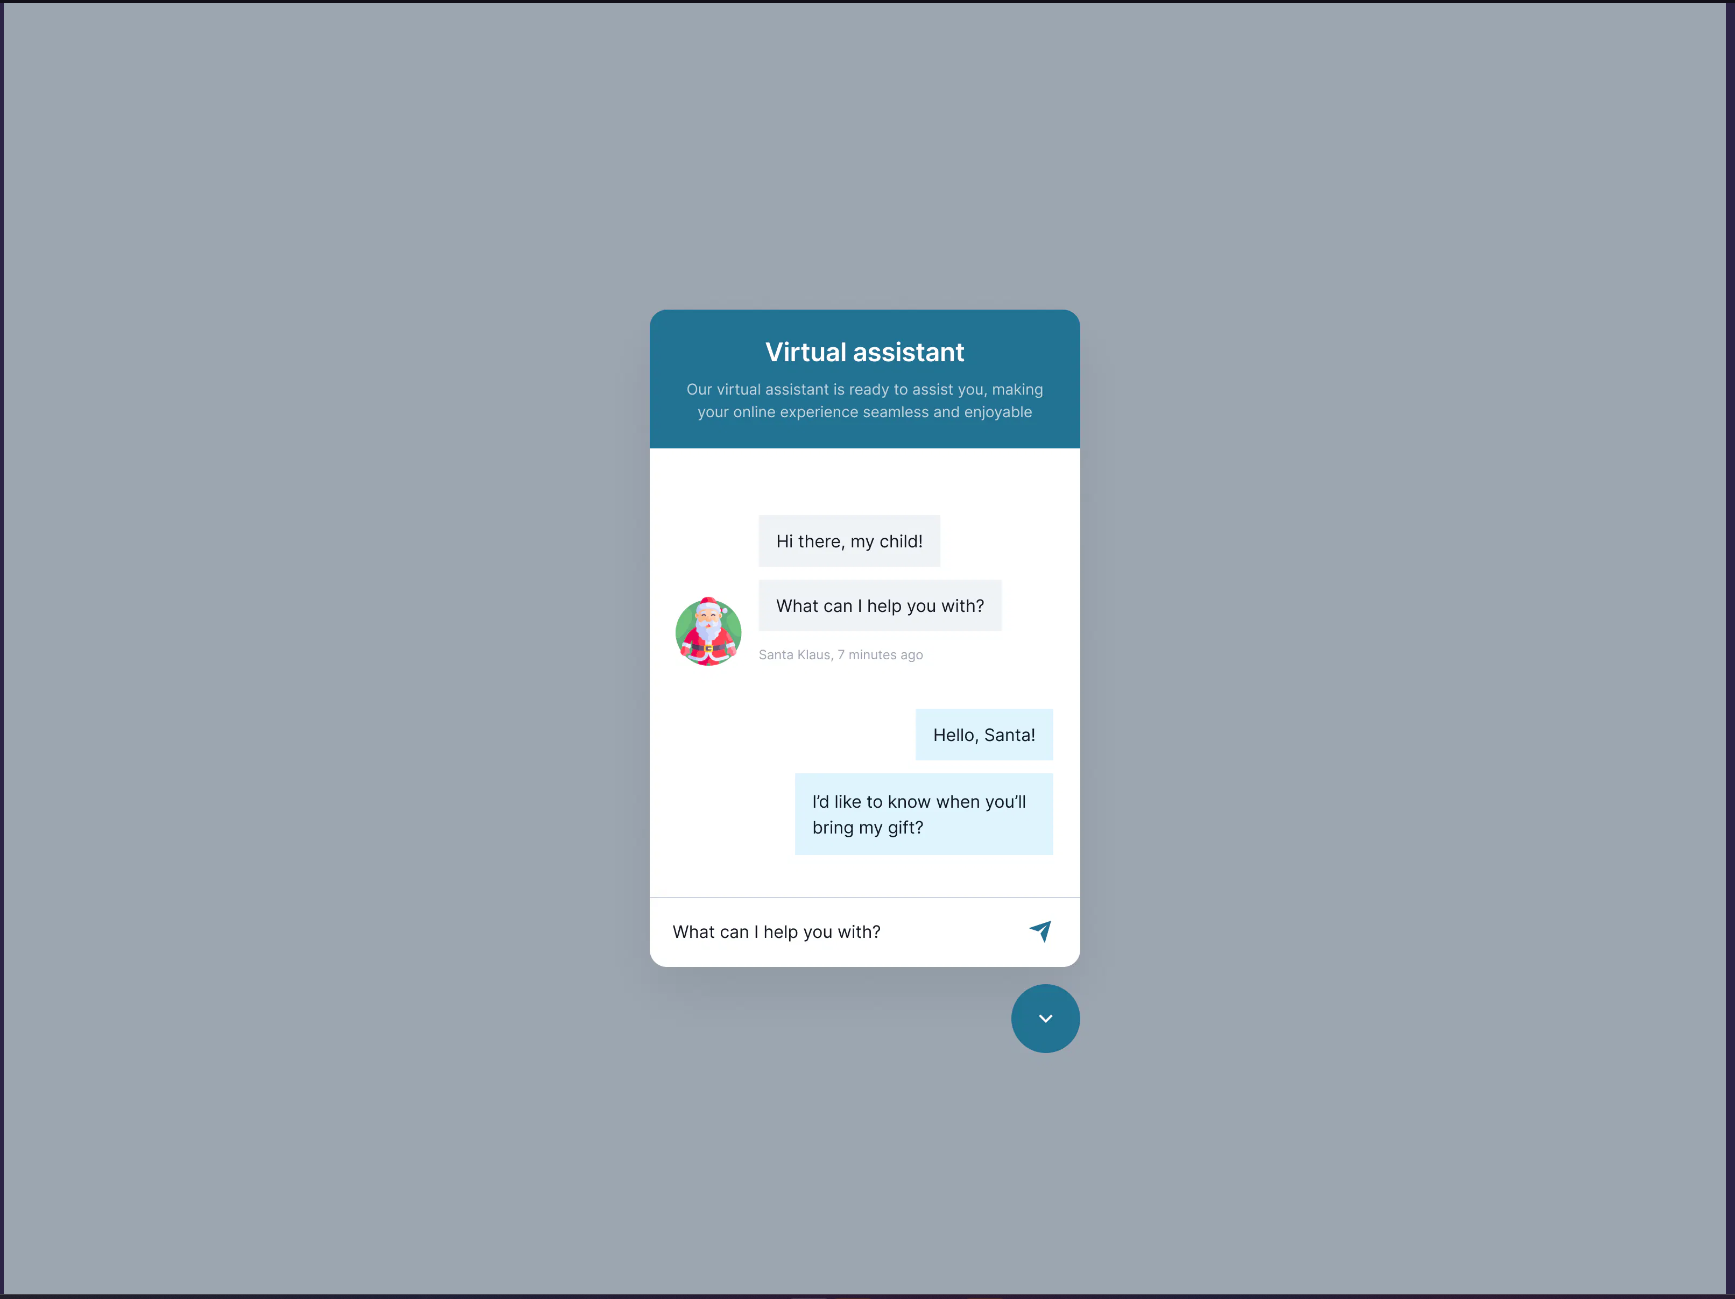 Virtual assistant
Our virtual assistant is ready to assist you, making
your online experience seamless and enjoyable
Hi there, my child!
What can I help you with?
Santa Klaus, 7 minutes ago
Hello, Santa!
I’d like to know when you’ll
bring my gift?
What can I help you with?